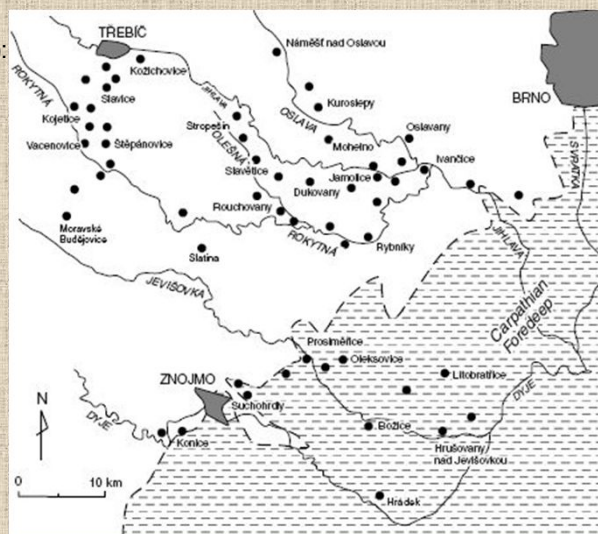 :
TŘEBÍČ
Náměšť nad Oslavou
Kožichovice
BRNO
ROKYTNÁ
JIHLAVA
Slavice
OSLAVA
Kuroslepy
Kojetice
Stropešín
OLEŠNÁ
Mohelno
Oslavany
Vacenovice
Štěpánovice
Ivančice
SVRATKA
Slavětice
Jamolice
Dukovany
Rouchovany
Moravské
Budějovice
ROKYTNÁ
Rybníky
JIHLAVA
Slatina
JEVIŠOVKA
Carpathian
Foredeep
Prosiměřice
Oleksovice
Litobratřice
ZNOJMO
DYJE
N
Suchohrdly
DYJE
Konice
Božice
Hrušovany
nad Jevišovkou
0
10 km
Hrádek